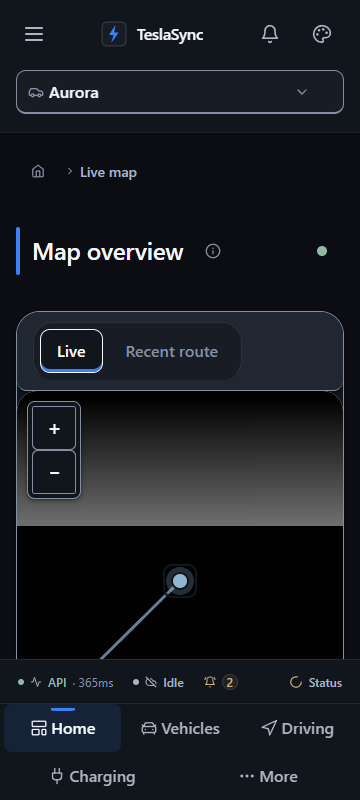 TeslaSync
Aurora
Live map
Map overview
Live
Recent route
+
−
API · 365ms
Idle
2
Status
Home
Vehicles
Driving
Charging
More